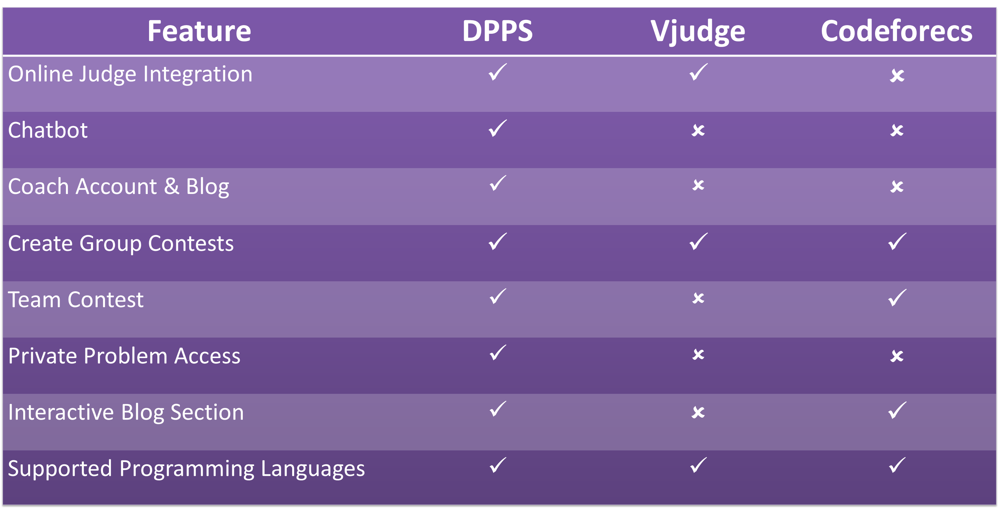 Feature DPPS Vjudge Codeforecs
Online Judge Integration ✓ ✓ ✘
Chatbot ✓ ✘ ✘
Coach Account & Blog ✓ ✘ ✘
Create Group Contests ✓ ✓ ✓
Team Contest ✓ ✘ ✓
Private Problem Access ✓ ✘ ✘
Interactive Blog Section ✓ ✘ ✓
Supported Programming Languages ✓ ✓ ✓